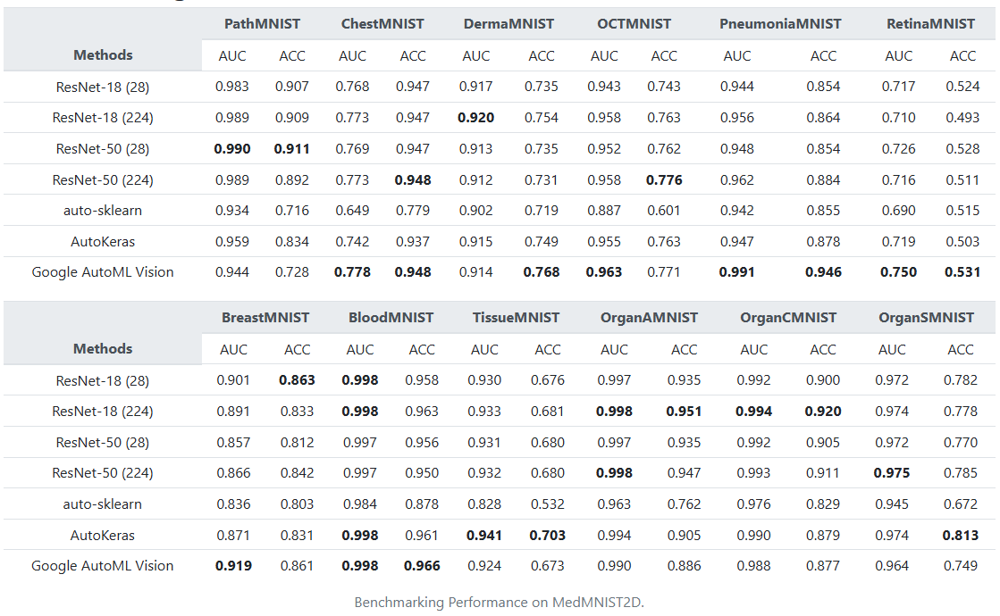 PathMNIST ChestMNIST DermaMNIST OCTMNIST PneumoniaMNIST RetinaMNIST
Methods AUC ACC AUC ACC AUC ACC AUC ACC AUC ACC AUC ACC
ResNet-18 (28) 0.983 0.907 0.768 0.947 0.917 0.735 0.943 0.743 0.944 0.854 0.717 0.524
ResNet-18 (224) 0.989 0.909 0.773 0.947 0.920 0.754 0.958 0.763 0.956 0.864 0.710 0.493
ResNet-50 (28) 0.990 0.911 0.769 0.947 0.913 0.735 0.952 0.762 0.948 0.854 0.726 0.528
ResNet-50 (224) 0.989 0.892 0.773 0.948 0.912 0.731 0.958 0.776 0.962 0.884 0.716 0.511
auto-sklearn 0.934 0.716 0.649 0.779 0.902 0.719 0.887 0.601 0.942 0.855 0.690 0.515
AutoKeras 0.959 0.834 0.742 0.937 0.915 0.749 0.955 0.763 0.947 0.878 0.719 0.503
Google AutoML Vision 0.944 0.728 0.778 0.948 0.914 0.768 0.963 0.771 0.991 0.946 0.750 0.531
BreastMNIST BloodMNIST TissueMNIST OrganAMNIST OrganCMNIST OrganSMNIST
Methods AUC ACC AUC ACC AUC ACC AUC ACC AUC ACC AUC ACC
ResNet-18 (28) 0.901 0.863 0.998 0.958 0.930 0.676 0.997 0.935 0.992 0.900 0.972 0.782
ResNet-18 (224) 0.891 0.833 0.998 0.963 0.933 0.681 0.998 0.951 0.994 0.920 0.974 0.778
ResNet-50 (28) 0.857 0.812 0.997 0.956 0.931 0.680 0.997 0.935 0.992 0.905 0.972 0.770
ResNet-50 (224) 0.866 0.842 0.997 0.950 0.932 0.680 0.998 0.947 0.993 0.911 0.975 0.785
auto-sklearn 0.836 0.803 0.984 0.878 0.828 0.532 0.963 0.762 0.976 0.829 0.945 0.672
AutoKeras 0.871 0.831 0.998 0.961 0.941 0.703 0.994 0.905 0.990 0.879 0.974 0.813
Google AutoML Vision 0.919 0.861 0.998 0.966 0.924 0.673 0.990 0.886 0.988 0.877 0.964 0.749
Benchmarking Performance on MedMNIST2D.